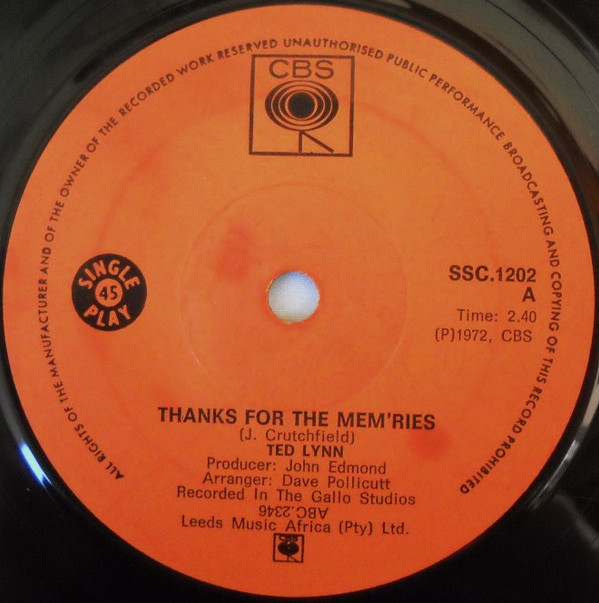 ALL RIGHTS OF THE MANUFACTURER AND OF THE OWNER OF THE RECORDED WORK RESERVED UNAUTHORISED PUBLIC PERFORMANCE BROADCASTING AND COPYING OF THIS RECORD PROHIBITED
CBS
SINGLE
45
PLAY
SSC.1202
A
Time: 2.40
(P)1972, CBS
THANKS FOR THE MEM'RIES
(J. Crutchfield)
TED LYNN
Producer: John Edmond
Arranger: Dave Pollicutt
Recorded In The Gallo Studios
ABC.2346
Leeds Music Africa (Pty) Ltd.
CBS